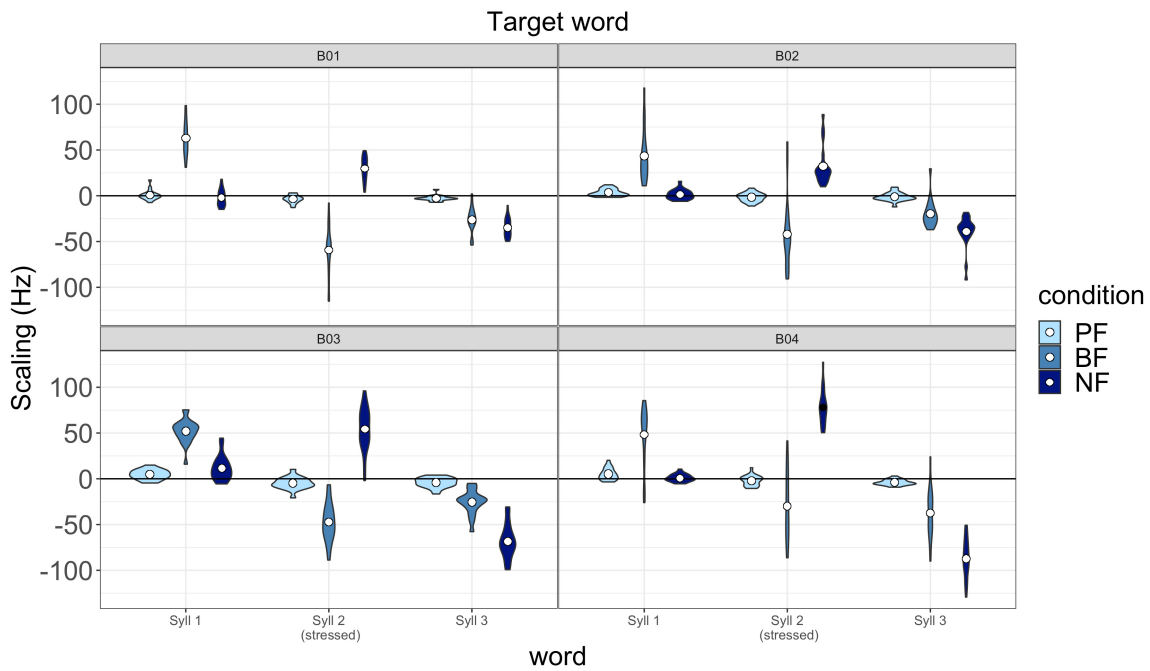 Target word
B01
B02
100
50
0
-50
-100
B03
B04
100
50
0
-50
-100
Scaling (Hz)
Syll 1
Syll 2
(stressed)
Syll 3
Syll 1
Syll 2
(stressed)
Syll 3
word
condition
PF
BF
NF